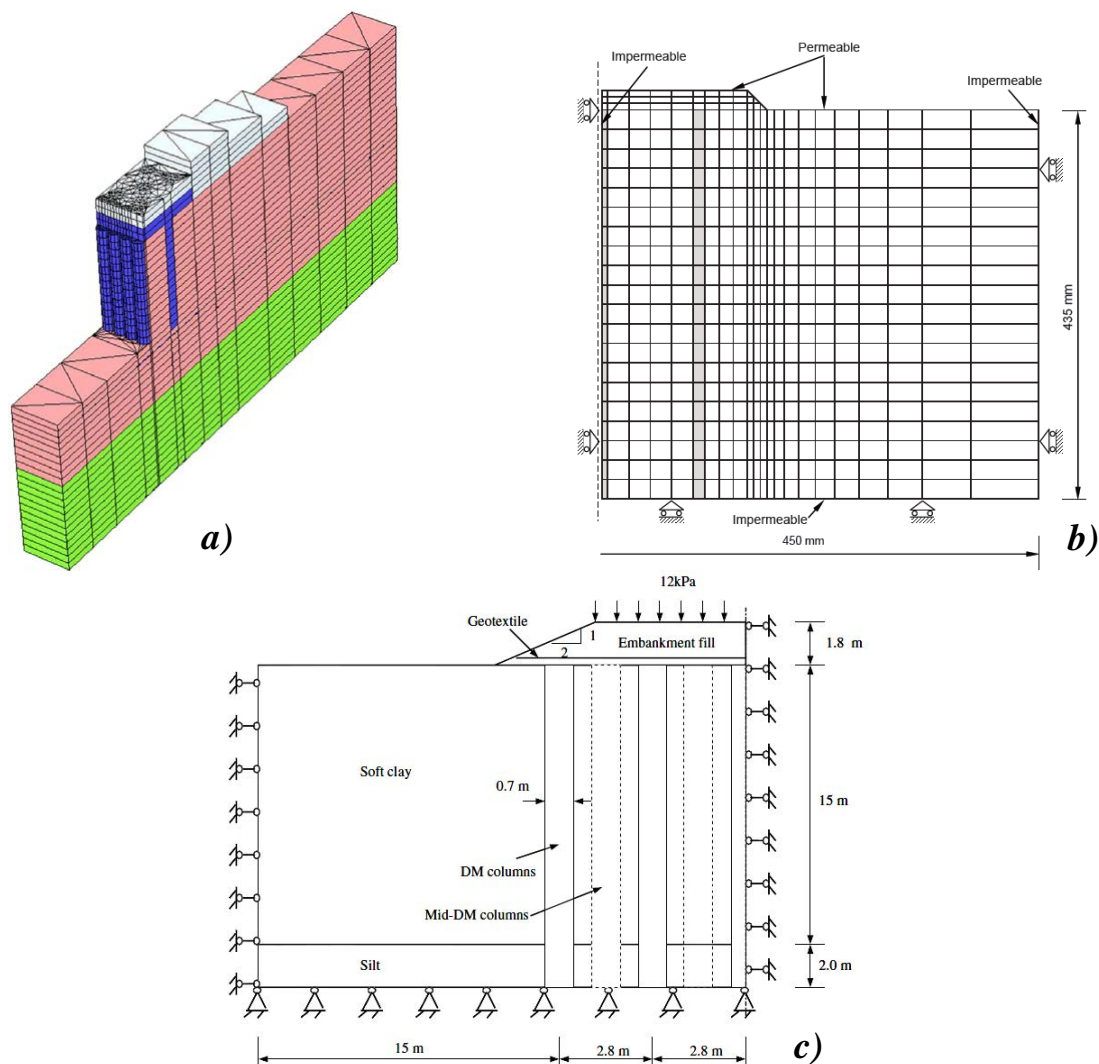 a)
Impermeable
Permeable
Impermeable
435 mm
Impermeable
450 mm
b)
12kPa
Geotextile
1
2
Embankment fill
1.8 m
Soft clay
0.7 m
15 m
DM columns
Mid-DM columns
Silt
2.0 m
15 m
2.8 m
2.8 m
c)